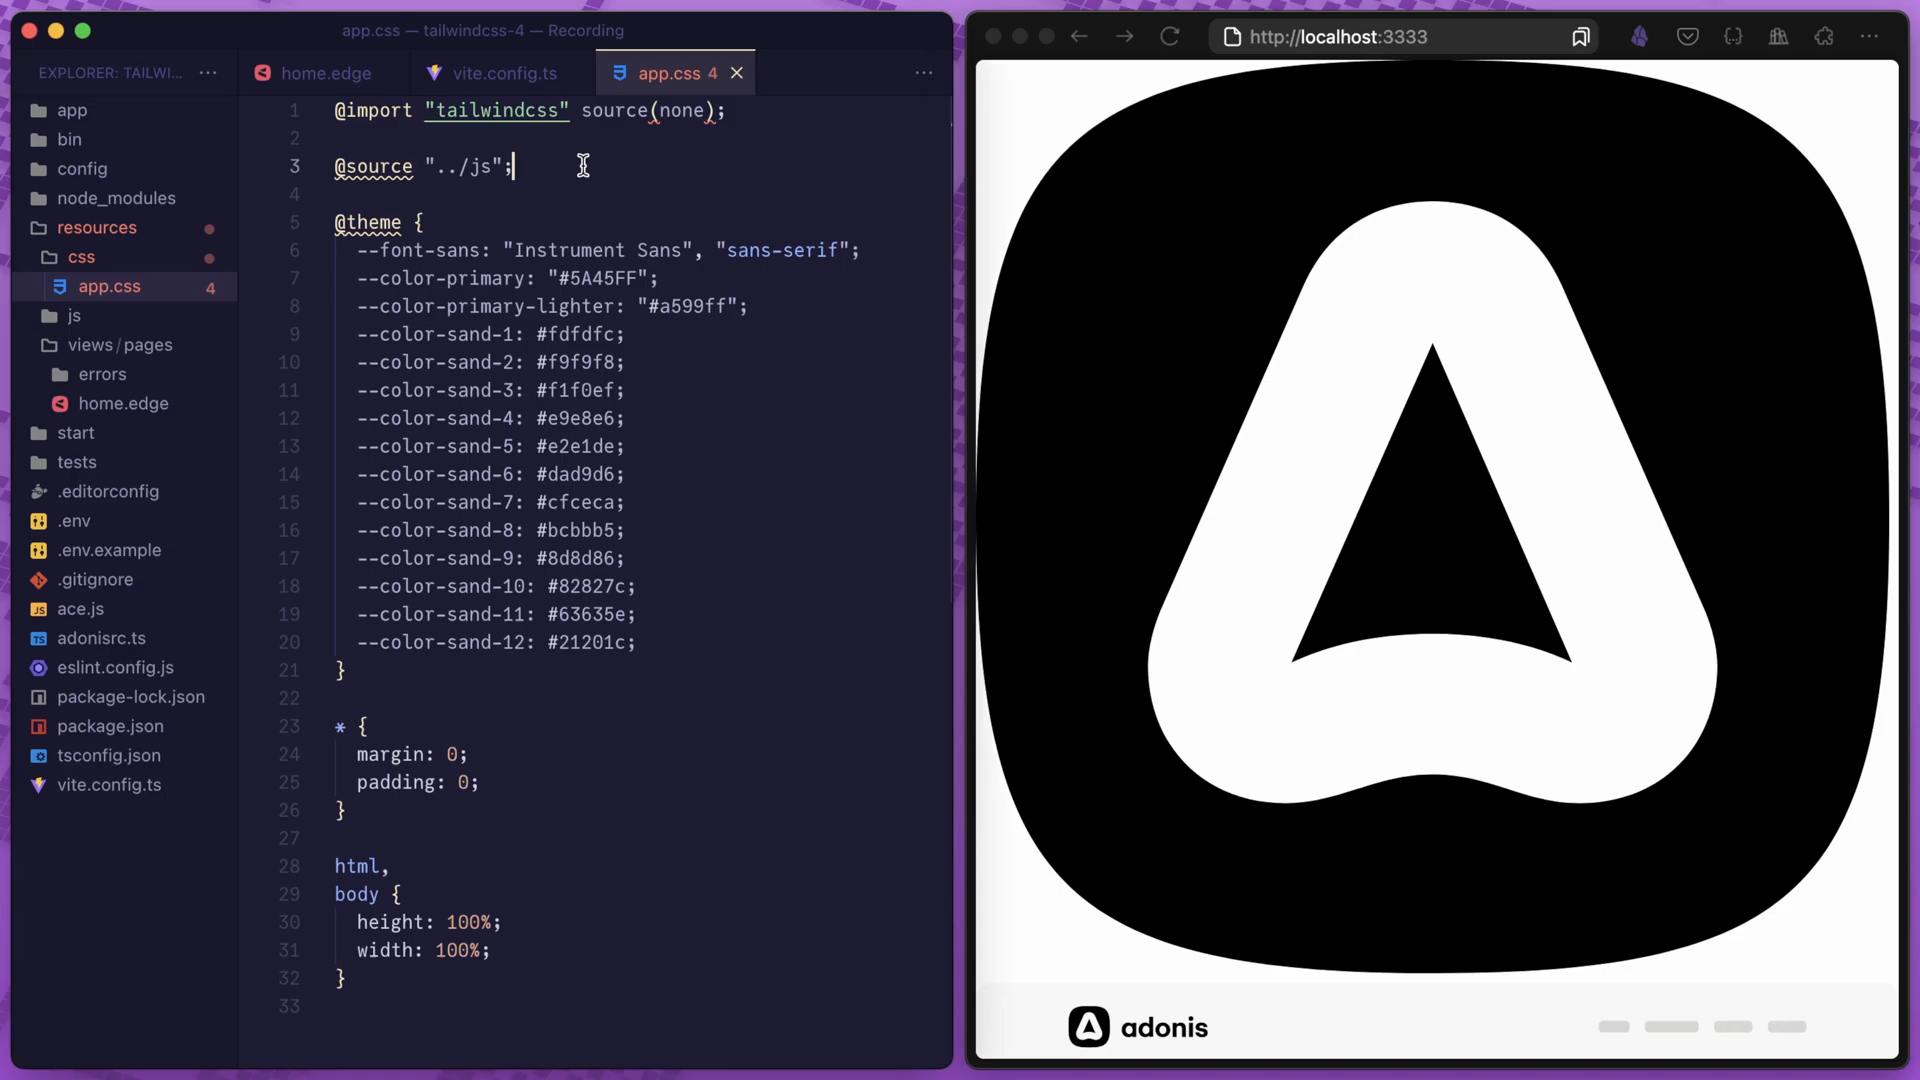 app.css — tailwindcss-4 — Recording
EXPLORER: TAILWI... ...
home.edge
vite.config.ts
app.css 4
...
app
bin
config
node_modules
resources
css
app.css 4
js
views/pages
errors
home.edge
start
tests
.editorconfig
.env
.env.example
.gitignore
JS ace.js
TS adonisrc.ts
eslint.config.js
package-lock.json
package.json
tsconfig.json
vite.config.ts
1 @import "tailwindcss" source(none);
2
3 @source "../js";
4
5 @theme {
6 --font-sans: "Instrument Sans", "sans-serif";
7 --color-primary: "#5A45FF";
8 --color-primary-lighter: "#a599ff";
9 --color-sand-1: #fdfdfc;
10 --color-sand-2: #f9f9f8;
11 --color-sand-3: #f1f0ef;
12 --color-sand-4: #e9e8e6;
13 --color-sand-5: #e2e1de;
14 --color-sand-6: #dad9d6;
15 --color-sand-7: #cfceca;
16 --color-sand-8: #bcbbb5;
17 --color-sand-9: #8d8d86;
18 --color-sand-10: #82827c;
19 --color-sand-11: #63635e;
20 --color-sand-12: #21201c;
21 }
22
23 * {
24 margin: 0;
25 padding: 0;
26 }
27
28 html,
29 body {
30 height: 100%;
31 width: 100%;
32 }
33
http://localhost:3333
adonis